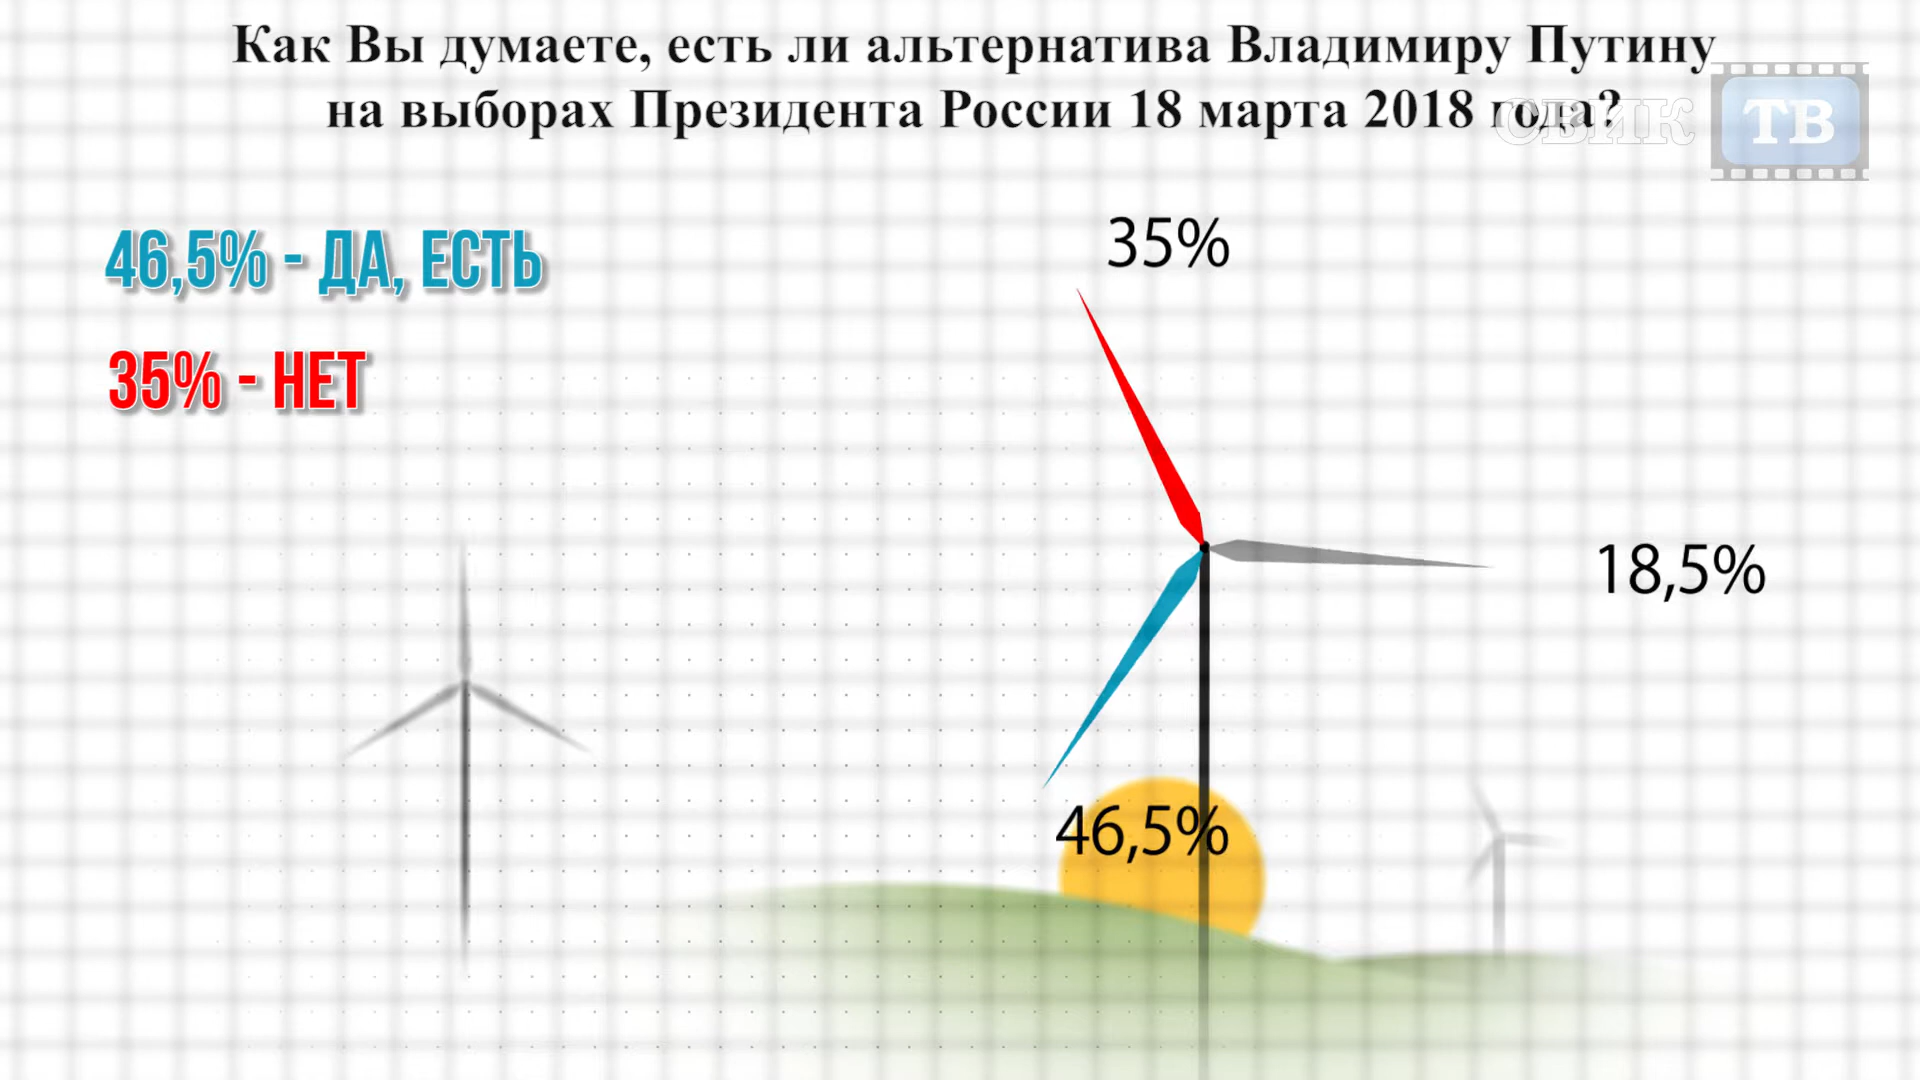 Как Вы думаете, есть ли альтернатива Владимиру Путину
на выборах Президента России 18 марта 2018 года?
СВИК ТВ
46,5% - ДА, ЕСТЬ
35%
35% - НЕТ
18,5%
46,5%